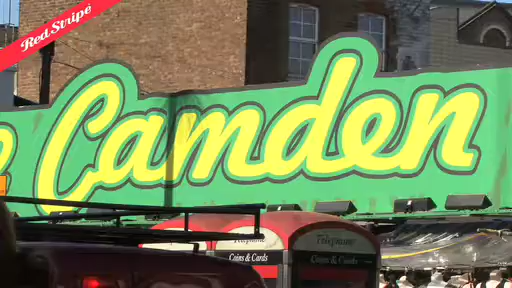 Red Stripe
Camden
Telephone
Telephone
Coins & Cards
Coins & Cards